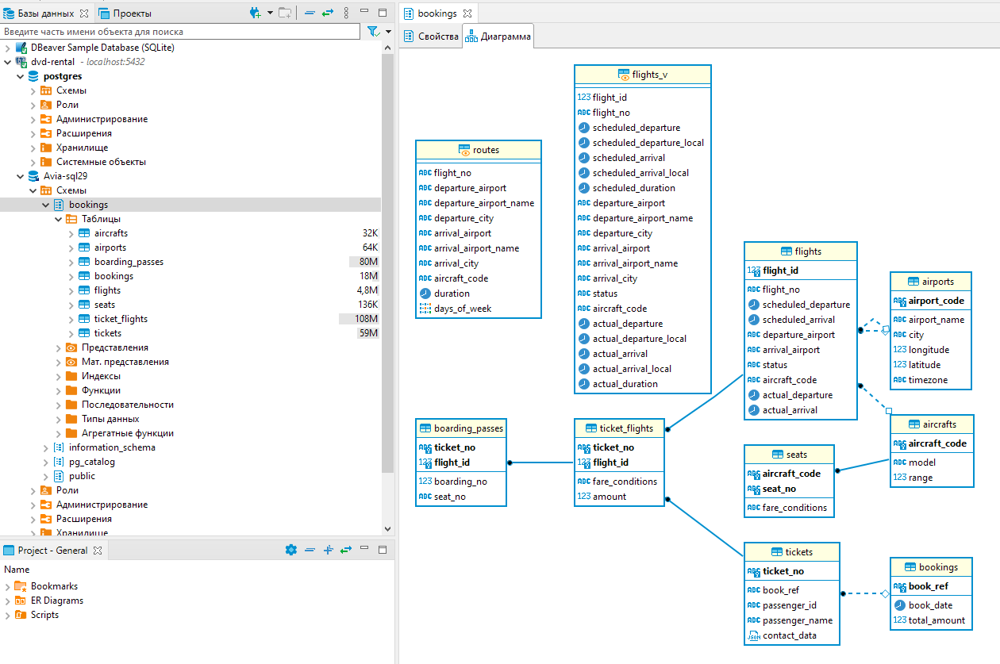 Базы данных
Проекты
Введите часть имени объекта для поиска
DBeaver Sample Database (SQLite)
dvd-rental - localhost:5432
postgres
Схемы
Роли
Администрирование
Расширения
Хранилище
Системные объекты
Avia-sql29
Схемы
bookings
Таблицы
aircrafts 32K
airports 64K
boarding_passes 80M
bookings 18M
flights 4,8M
seats 136K
ticket_flights 108M
tickets 59M
Представления
Мат. представления
Индексы
Функции
Последовательности
Типы данных
Агрегатные функции
information_schema
pg_catalog
public
Роли
Администрирование
Расширения
Хранилище
Project - General
Name
Bookmarks
ER Diagrams
Scripts
bookings
Свойства
Диаграмма
routes
ABC flight_no
ABC departure_airport
ABC departure_airport_name
ABC departure_city
ABC arrival_airport
ABC arrival_airport_name
ABC arrival_city
ABC aircraft_code
duration
days_of_week
flights_v
123 flight_id
ABC flight_no
scheduled_departure
scheduled_departure_local
scheduled_arrival
scheduled_arrival_local
scheduled_duration
ABC departure_airport
ABC departure_airport_name
ABC departure_city
ABC arrival_airport
ABC arrival_airport_name
ABC arrival_city
ABC status
ABC aircraft_code
actual_departure
actual_departure_local
actual_arrival
actual_arrival_local
actual_duration
flights
123 flight_id
ABC flight_no
scheduled_departure
scheduled_arrival
ABC departure_airport
ABC arrival_airport
ABC status
ABC aircraft_code
actual_departure
actual_arrival
airports
ABC airport_code
ABC airport_name
ABC city
123 longitude
123 latitude
ABC timezone
boarding_passes
ABC ticket_no
123 flight_id
123 boarding_no
ABC seat_no
ticket_flights
ABC ticket_no
123 flight_id
ABC fare_conditions
123 amount
seats
ABC aircraft_code
ABC seat_no
ABC fare_conditions
aircrafts
ABC aircraft_code
ABC model
123 range
tickets
ABC ticket_no
ABC book_ref
ABC passenger_id
ABC passenger_name
JSON contact_data
bookings
ABC book_ref
book_date
123 total_amount